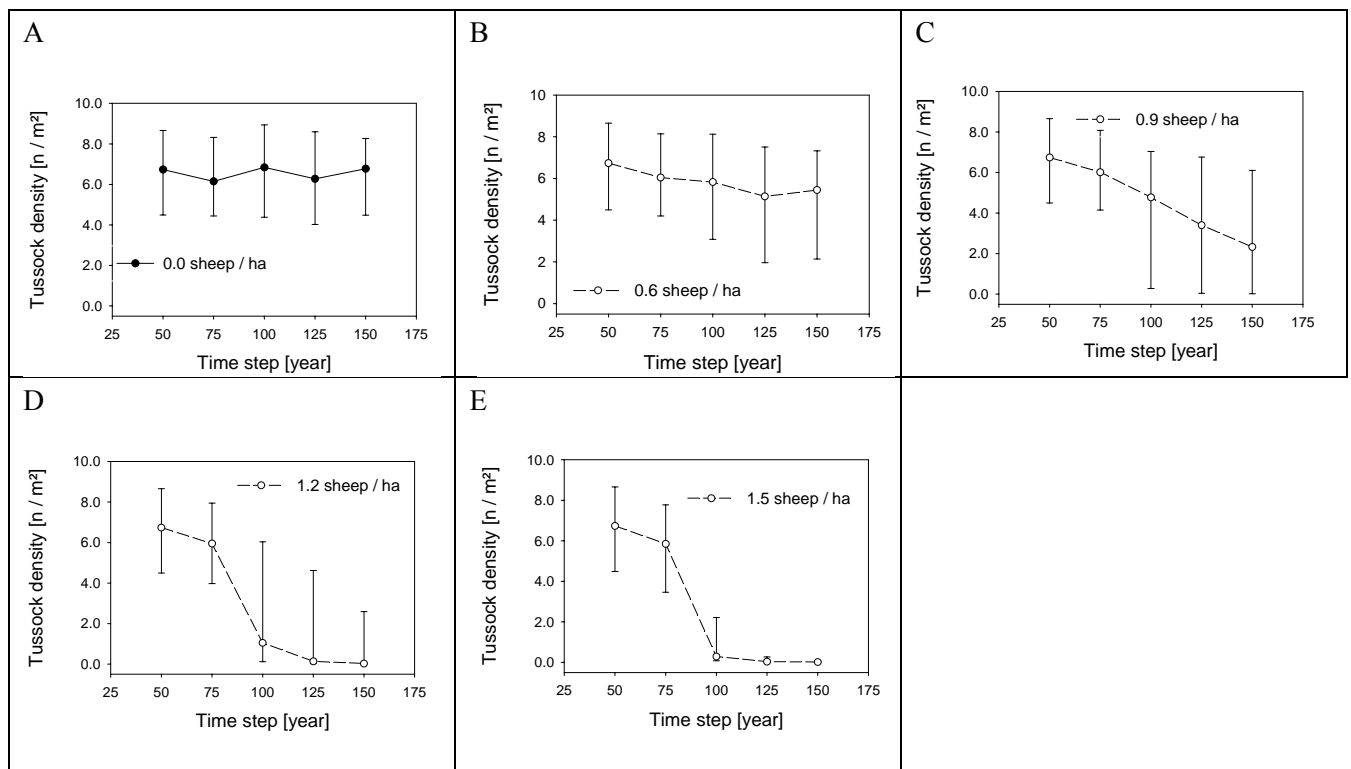 A
Tussock density [n / m²]
10.0
8.0
6.0
4.0
2.0
0.0
0.0 sheep / ha
25 50 75 100 125 150 175
Time step [year]
B
Tussock density [n / m²]
10
8
6
4
2
0
0.6 sheep / ha
25 50 75 100 125 150 175
Time step [year]
C
Tussock density [n / m²]
10.0
8.0
6.0
4.0
2.0
0.0
0.9 sheep / ha
25 50 75 100 125 150 175
Time step [year]
D
Tussock density [n / m²]
10.0
8.0
6.0
4.0
2.0
0.0
1.2 sheep / ha
25 50 75 100 125 150 175
Time step [year]
E
Tussock density [n / m²]
10.0
8.0
6.0
4.0
2.0
0.0
1.5 sheep / ha
25 50 75 100 125 150 175
Time step [year]